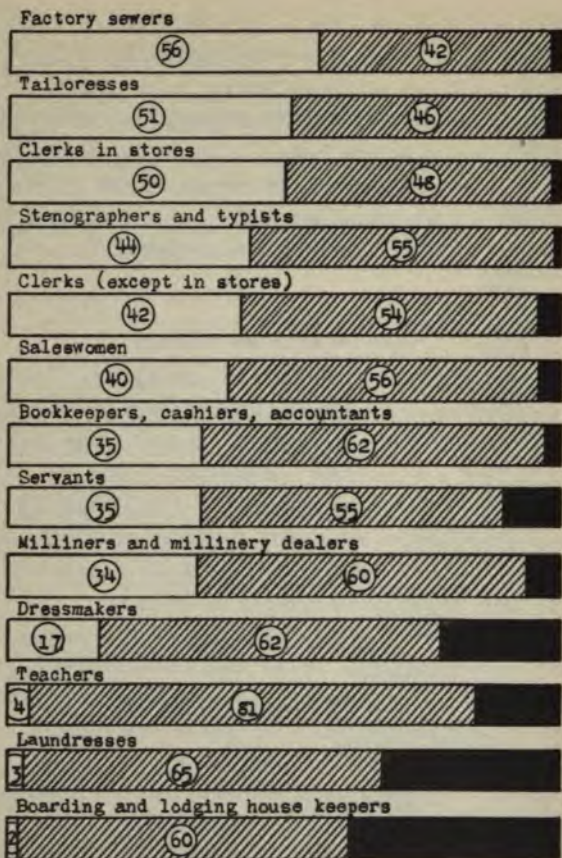 Factory sewers
56 42
Tailoresses
51 46
Clerks in stores
50 48
Stenographers and typists
44 55
Clerks (except in stores)
42 54
Saleswomen
40 56
Bookkeepers, cashiers, accountants
35 62
Servants
35 55
Milliners and millinery dealers
34 60
Dressmakers
17 62
Teachers
4 81
Laundresses
3 65
Boarding and lodging house keepers
2 60